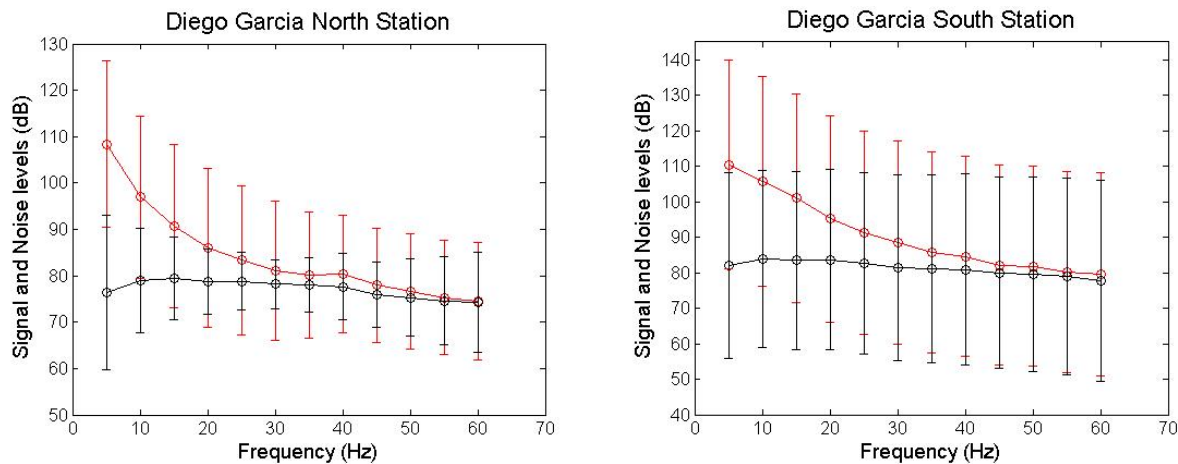 Diego Garcia North Station
Signal and Noise levels (dB)
130
120
110
100
90
80
70
60
50
0 10 20 30 40 50 60 70
Frequency (Hz)
Diego Garcia South Station
Signal and Noise levels (dB)
140
130
120
110
100
90
80
70
60
50
40
0 10 20 30 40 50 60 70
Frequency (Hz)